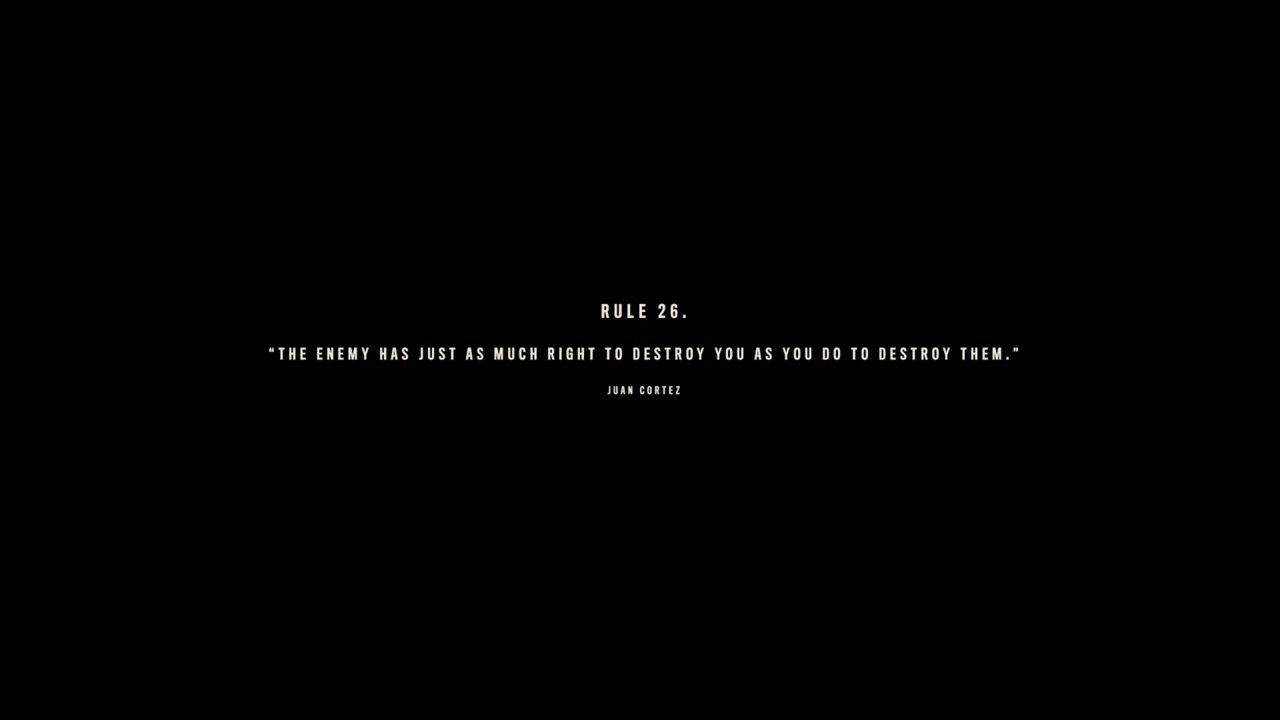 RULE 26.
“THE ENEMY HAS JUST AS MUCH RIGHT TO DESTROY YOU AS YOU DO TO DESTROY THEM.”
JUAN CORTEZ